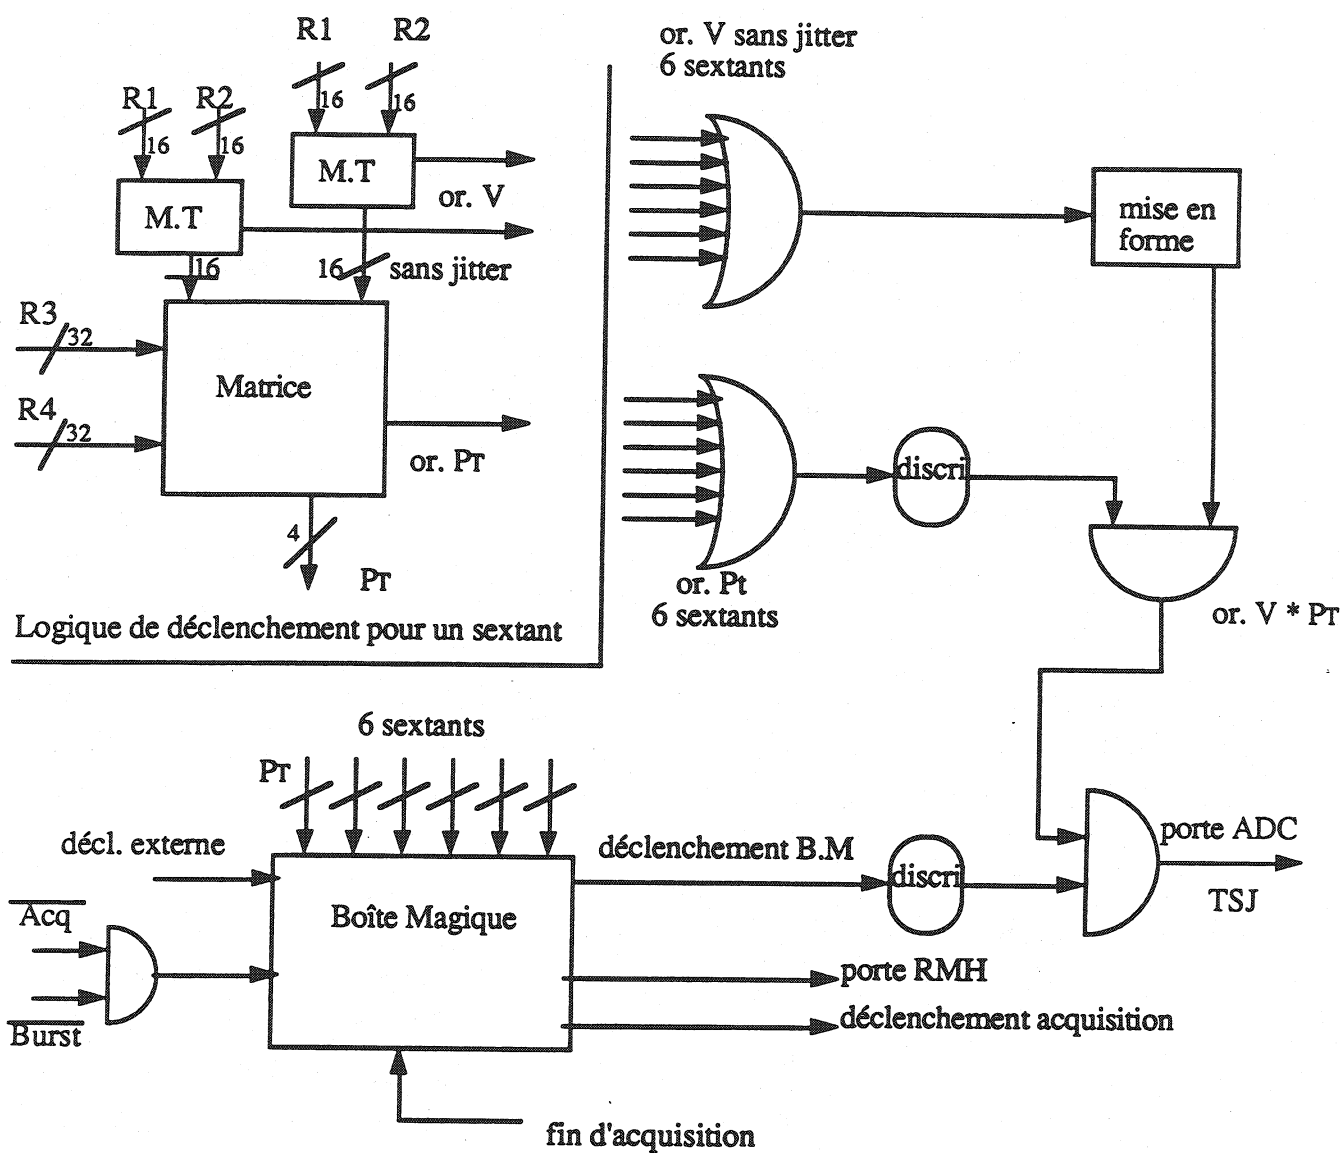 R1 R2
16 16
M.T
or. V
R1 R2
16 16
M.T
16
16
sans jitter
R3
32
R4
32
Matrice
or. PT
4
PT
Logique de déclenchement pour un sextant
or. V sans jitter
6 sextants
mise en
forme
discri
or. Pt
6 sextants
or. V * PT
6 sextants
PT
décl. externe
Acq
Burst
Boîte Magique
déclenchement B.M
discri
porte ADC
TSJ
porte RMH
déclenchement acquisition
fin d'acquisition